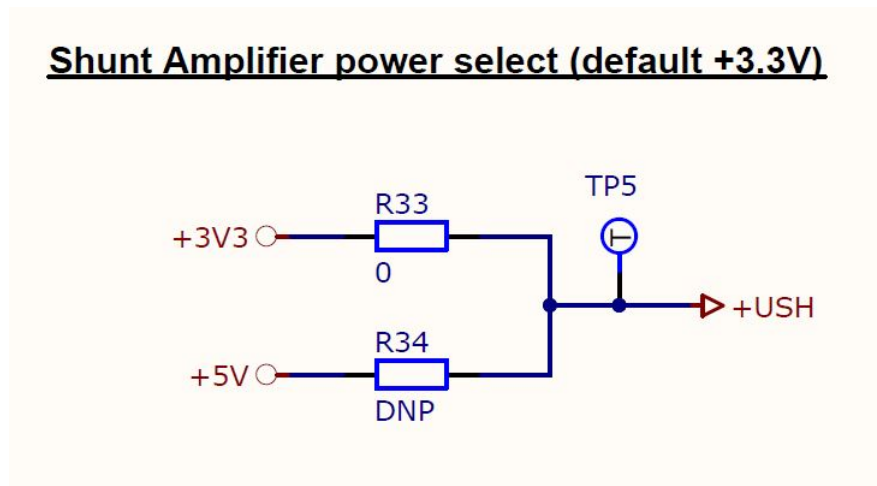 Shunt Amplifier power select (default +3.3V)
TP5
R33
+3V3
0
+USH
R34
+5V
DNP